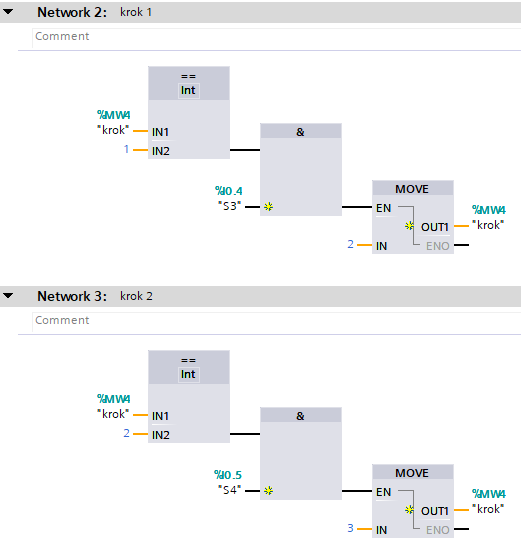 Network 2: krok 1
Comment
==
Int
%MW4
"krok" IN1
1 IN2
&
%I0.4
"S3"
MOVE
EN
%MW4
OUT1 "krok"
2 IN ENO
Network 3: krok 2
Comment
==
Int
%MW4
"krok" IN1
2 IN2
&
%I0.5
"S4"
MOVE
EN
%MW4
OUT1 "krok"
3 IN ENO